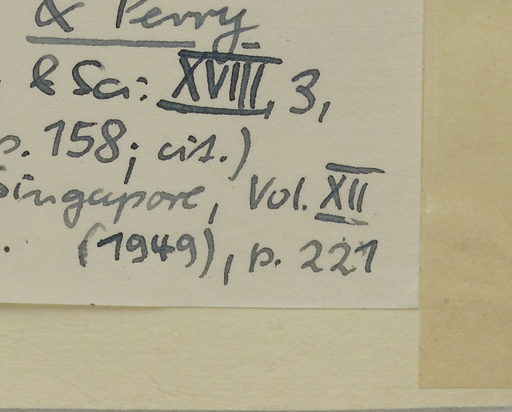 & Perry
& Sci: XVIII, 3,
p. 158; cit.)
Singapore, Vol. XII
. (1949), p. 221